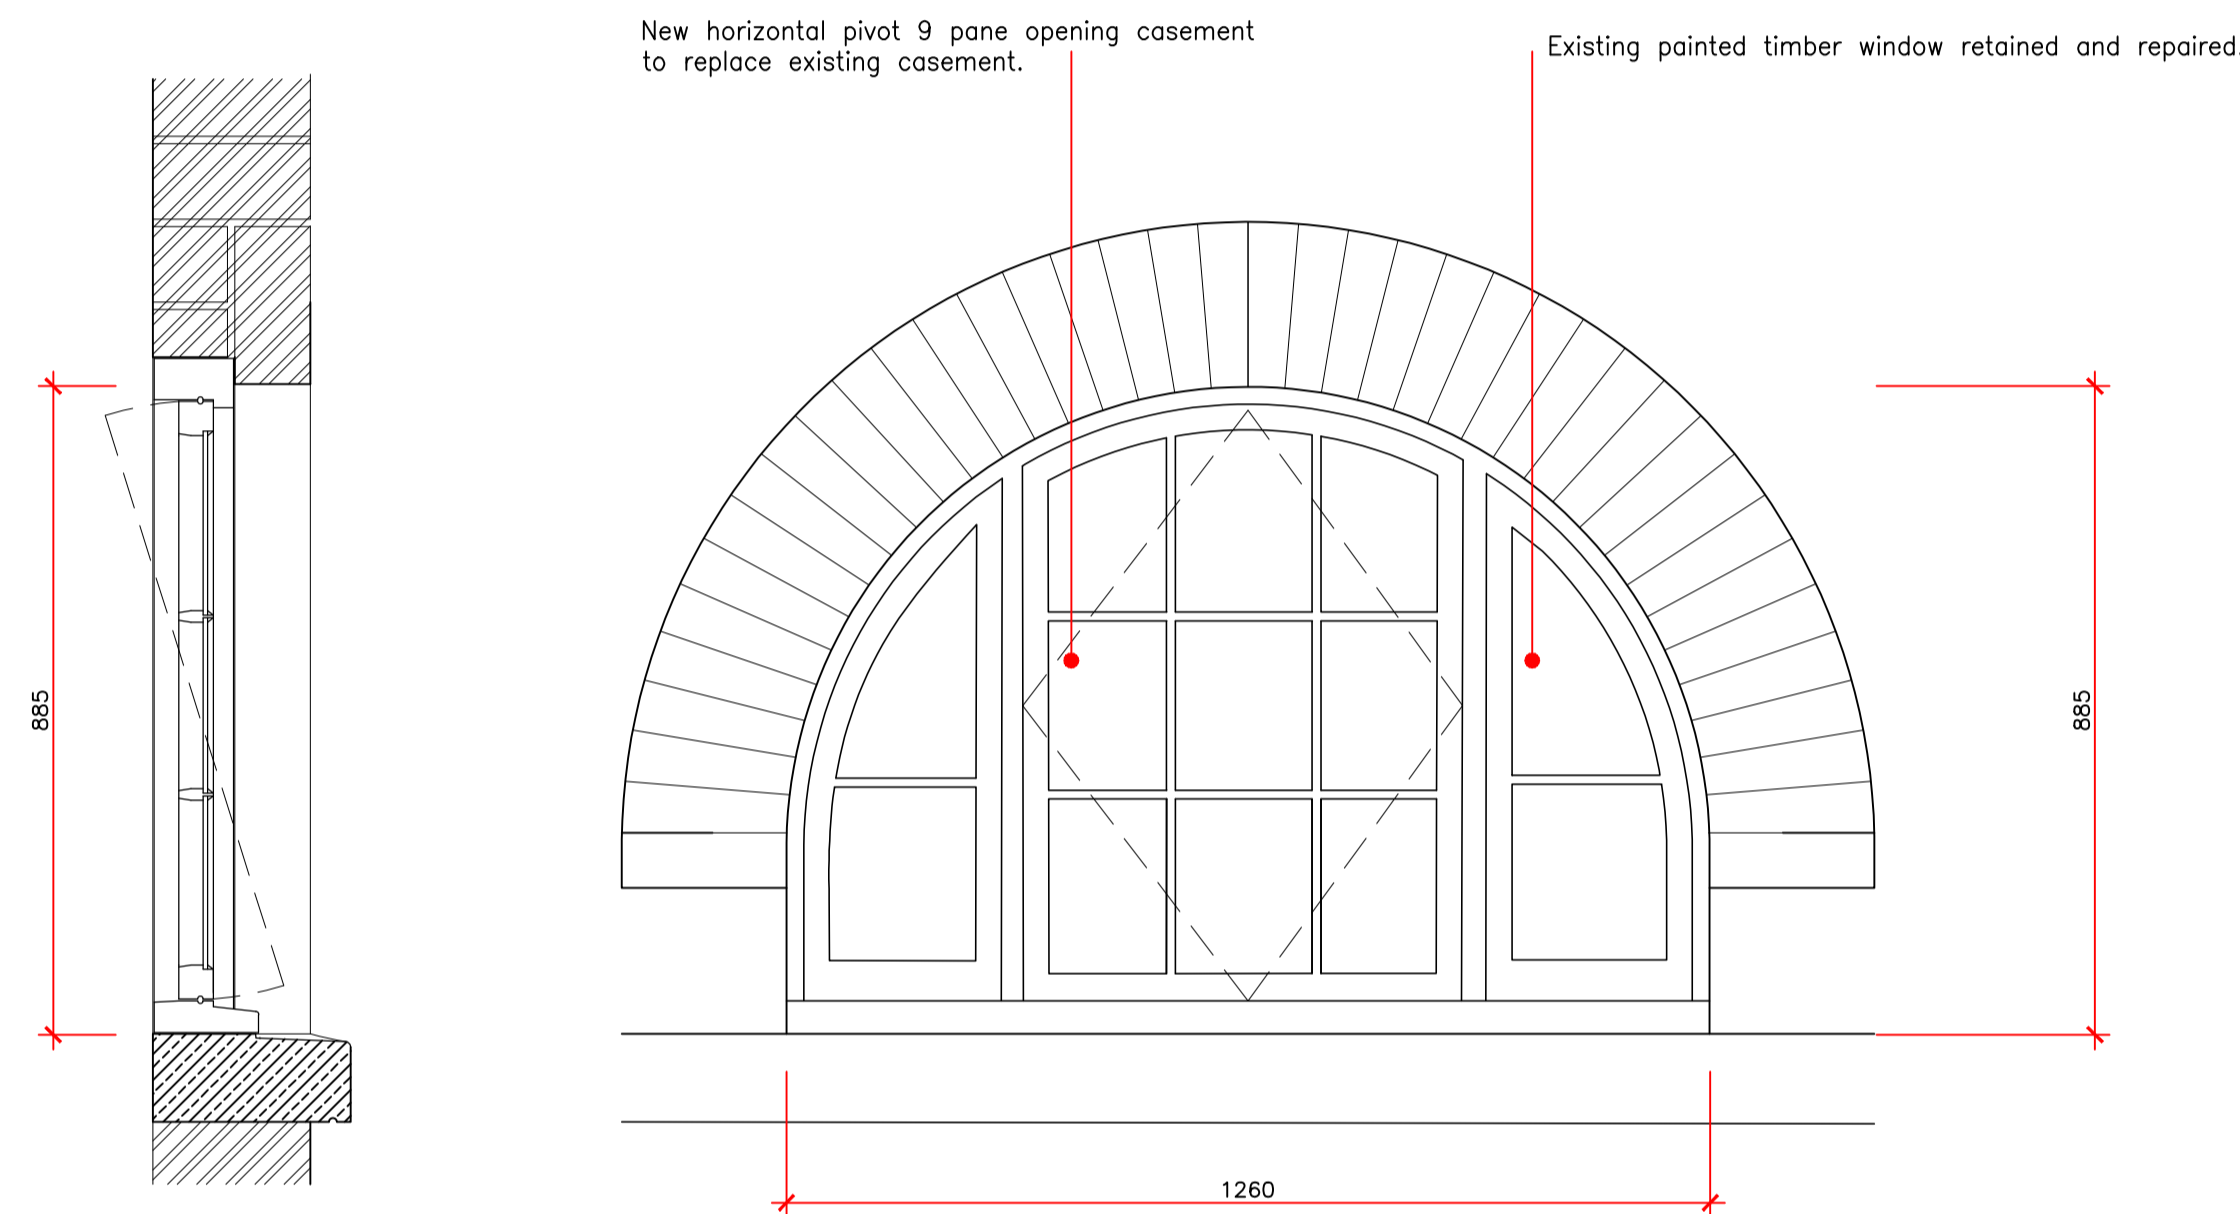 New horizontal pivot 9 pane opening casement
to replace existing casement.
Existing painted timber window retained and repaired.
885
885
1260